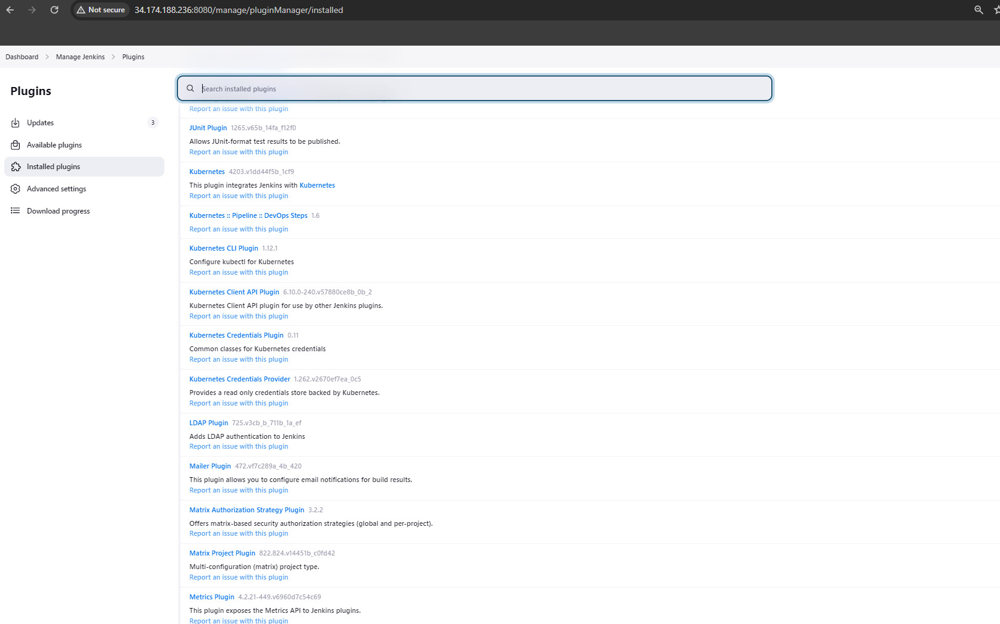 Not secure 34.174.188.236:8080/manage/pluginManager/installed
Dashboard > Manage Jenkins > Plugins
Plugins
Updates 3
Available plugins
Installed plugins
Advanced settings
Download progress
Search installed plugins
Report an issue with this plugin
JUnit Plugin 1265.v65b_14fa_f12f0
Allows JUnit-format test results to be published.
Report an issue with this plugin
Kubernetes 4203.v1dd44f5b_1cf9
This plugin integrates Jenkins with Kubernetes
Report an issue with this plugin
Kubernetes :: Pipeline :: DevOps Steps 1.6
Report an issue with this plugin
Kubernetes CLI Plugin 1.12.1
Configure kubectl for Kubernetes
Report an issue with this plugin
Kubernetes Client API Plugin 6.10.0-240.v57880ce8b_0b_2
Kubernetes Client API plugin for use by other Jenkins plugins.
Report an issue with this plugin
Kubernetes Credentials Plugin 0.11
Common classes for Kubernetes credentials
Report an issue with this plugin
Kubernetes Credentials Provider 1.262.v2670ef7ea_0c5
Provides a read only credentials store backed by Kubernetes.
Report an issue with this plugin
LDAP Plugin 725.v3cb_b_711b_1a_ef
Adds LDAP authentication to Jenkins
Report an issue with this plugin
Mailer Plugin 472.vf7c289a_4b_420
This plugin allows you to configure email notifications for build results.
Report an issue with this plugin
Matrix Authorization Strategy Plugin 3.2.2
Offers matrix-based security authorization strategies (global and per-project).
Report an issue with this plugin
Matrix Project Plugin 822.824.v14451b_c0fd42
Multi-configuration (matrix) project type.
Report an issue with this plugin
Metrics Plugin 4.2.21-449.v6960d7c54c69
This plugin exposes the Metrics API to Jenkins plugins.
Report an issue with this plugin